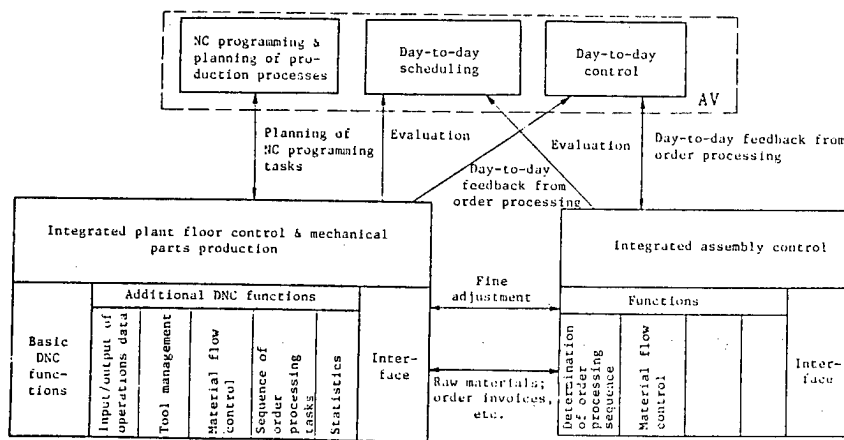 NC programming &
planning of pro-
duction processes
Day-to-day
scheduling
Day-to-day
control
AV
Planning of
NC programming
tasks
Evaluation
Evaluation
Day-to-day feedback from
order processing
Day-to-day
feedback from
order processing
Integrated plant floor control & mechanical
parts production
Integrated assembly control
Additional DNC functions
Functions
Fine
adjustment
Basic
DNC
func-
tions
Input/output of
operations data
Tool management
Material flow
control
Sequence of
order
processing
tasks
Statistics
Inter-
face
Raw materials;
order invoices,
etc.
Determination
of order
processing
sequence
Material flow
control
Inter-
face